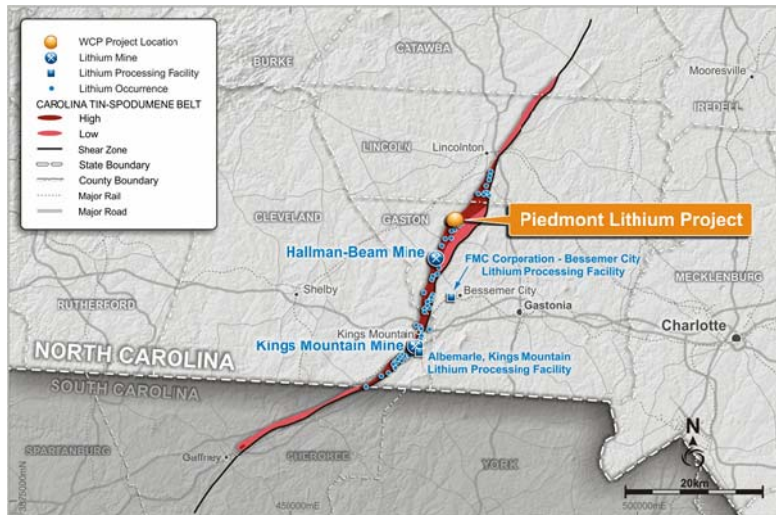 WCP Project Location
Lithium Mine
Lithium Processing Facility
Lithium Occurrence
CAROLINA TIN-SPODUMENE BELT
High
Low
Shear Zone
State Boundary
County Boundary
Major Rail
Major Road
BURKE
CATAWBA
Mooresville
IREDELL
LINCOLN
Lincolnton
CLEVELAND
GASTON
Piedmont Lithium Project
Hallman-Beam Mine
FMC Corporation - Bessemer City
Lithium Processing Facility
MECKLENBURG
Shelby
Bessemer City
Gastonia
RUTHERFORD
Kings Mountain
Charlotte
Kings Mountain Mine
Albemarle, Kings Mountain
Lithium Processing Facility
NORTH CAROLINA
SOUTH CAROLINA
SPARTANBURG
Gaffney
CHEROKEE
YORK
N
20km
3875000mN
450000mE
500000mE